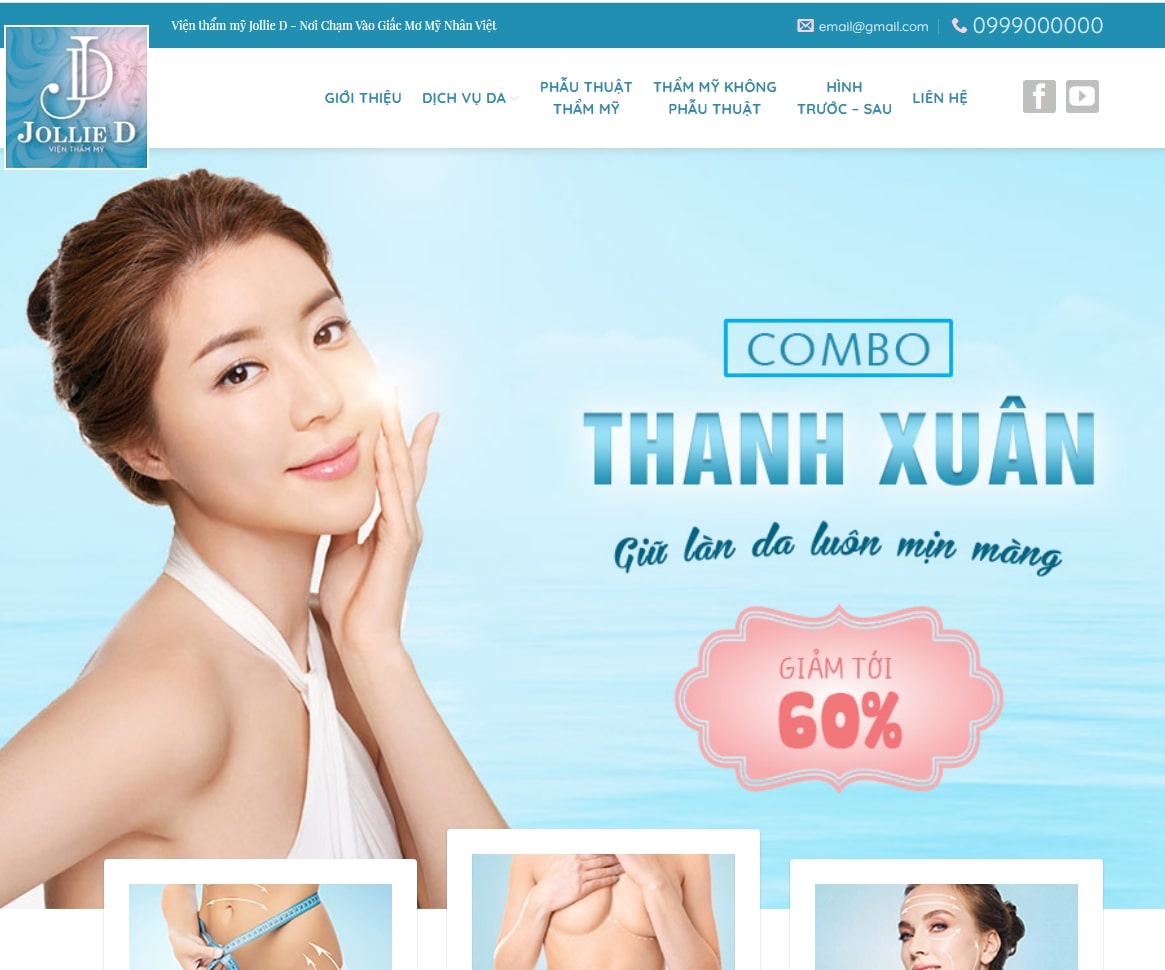 Viện thẩm mỹ Jollie D – Nơi Chạm Vào Giấc Mơ Mỹ Nhân Việt
email@gmail.com
0999000000
JD
JOLLIE D
VIỆN THẨM MỸ
GIỚI THIỆU
DỊCH VỤ DA
PHẪU THUẬT
THẨM MỸ
THẨM MỸ KHÔNG
PHẪU THUẬT
HÌNH
TRƯỚC – SAU
LIÊN HỆ
COMBO
THANH XUÂN
Giữ làn da luôn mịn màng
GIẢM TỚI
60%